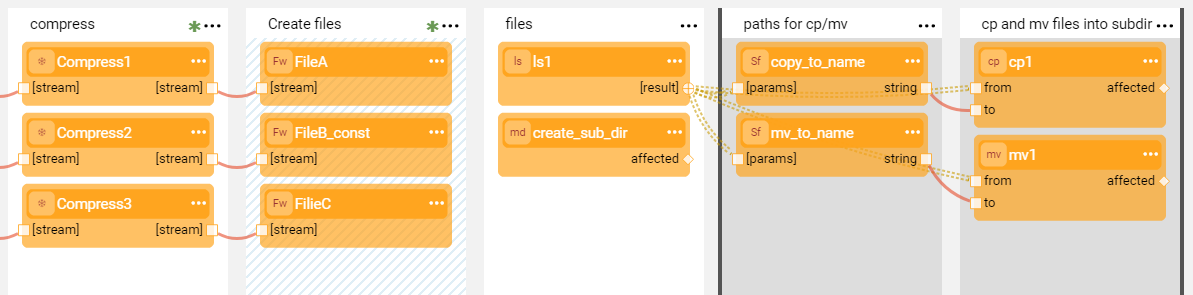 compress
Compress1
[stream] [stream]
Compress2
[stream] [stream]
Compress3
[stream] [stream]
Create files
Fw FileA
[stream]
Fw FileB_const
[stream]
Fw FilieC
[stream]
files
ls ls1
[result]
md create_sub_dir
affected
paths for cp/mv
Sf copy_to_name
[params] string
Sf mv_to_name
[params] string
cp and mv files into subdir
cp cp1
from affected
to
mv mv1
from affected
to